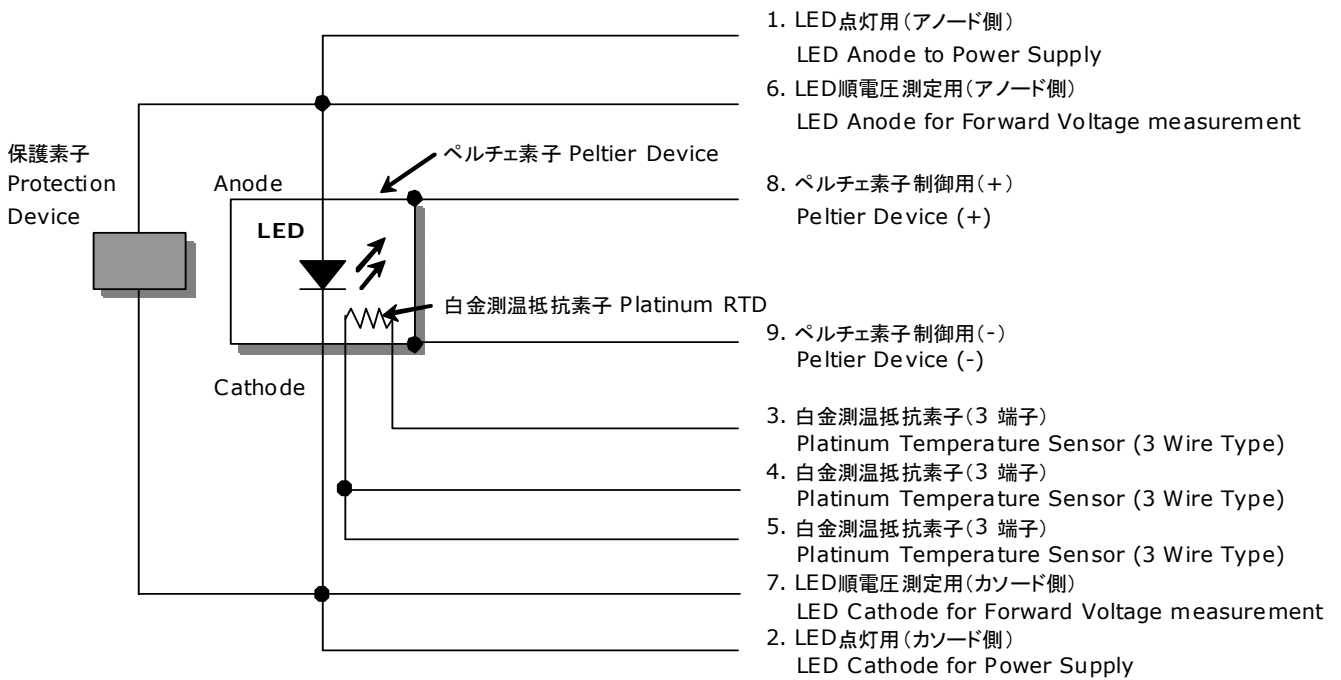 1. LED点灯用(アノード側)
LED Anode to Power Supply
6. LED順電圧測定用(アノード側)
LED Anode for Forward Voltage measurement
保護素子
Protection
Device
ペルチェ素子 Peltier Device
Anode
8. ペルチェ素子制御用(+)
Peltier Device (+)
LED
白金測温抵抗素子 Platinum RTD
9. ペルチェ素子制御用(-)
Peltier Device (-)
Cathode
3. 白金測温抵抗素子(3 端子)
Platinum Temperature Sensor (3 Wire Type)
4. 白金測温抵抗素子(3 端子)
Platinum Temperature Sensor (3 Wire Type)
5. 白金測温抵抗素子(3 端子)
Platinum Temperature Sensor (3 Wire Type)
7. LED順電圧測定用(カソード側)
LED Cathode for Forward Voltage measurement
2. LED点灯用(カソード側)
LED Cathode for Power Supply